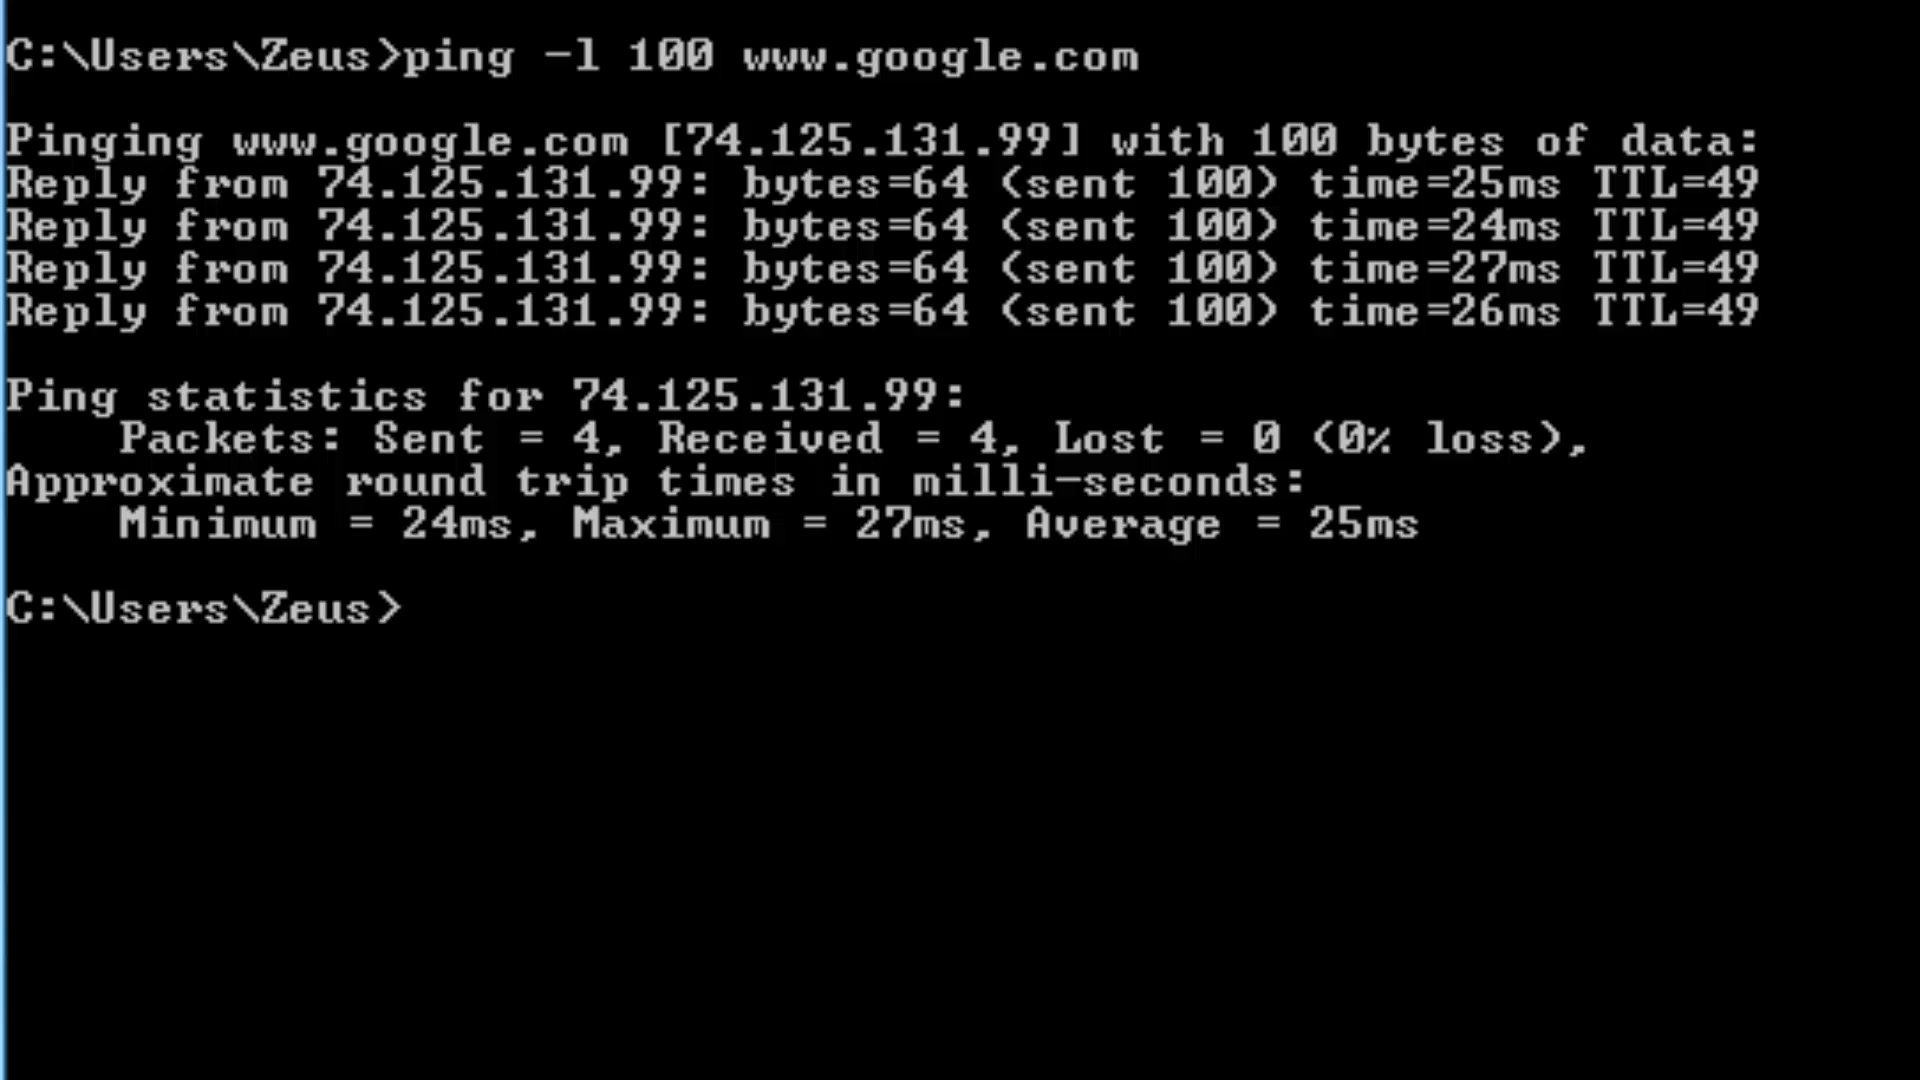 C:\Users\Zeus>ping -l 100 www.google.com
Pinging www.google.com [74.125.131.99] with 100 bytes of data:
Reply from 74.125.131.99: bytes=64 (sent 100) time=25ms TTL=49
Reply from 74.125.131.99: bytes=64 (sent 100) time=24ms TTL=49
Reply from 74.125.131.99: bytes=64 (sent 100) time=27ms TTL=49
Reply from 74.125.131.99: bytes=64 (sent 100) time=26ms TTL=49
Ping statistics for 74.125.131.99:
    Packets: Sent = 4, Received = 4, Lost = 0 (0% loss),
Approximate round trip times in milli-seconds:
    Minimum = 24ms, Maximum = 27ms, Average = 25ms
C:\Users\Zeus>